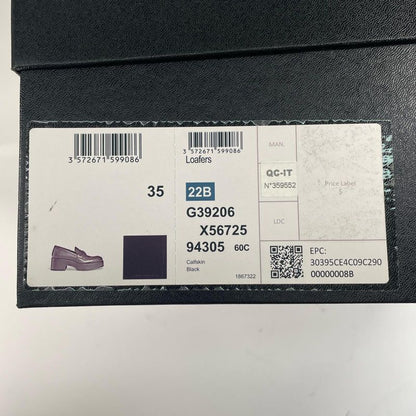 3 572671 599086
35
3 572671 599086
Loafers
22B
G39206
X56725
94305 60C
Calfskin
Black
1867322
MAN.
QC-IT
N°359552
LOC
Price Label
EPC:
30395CE4C09C290
00000008B